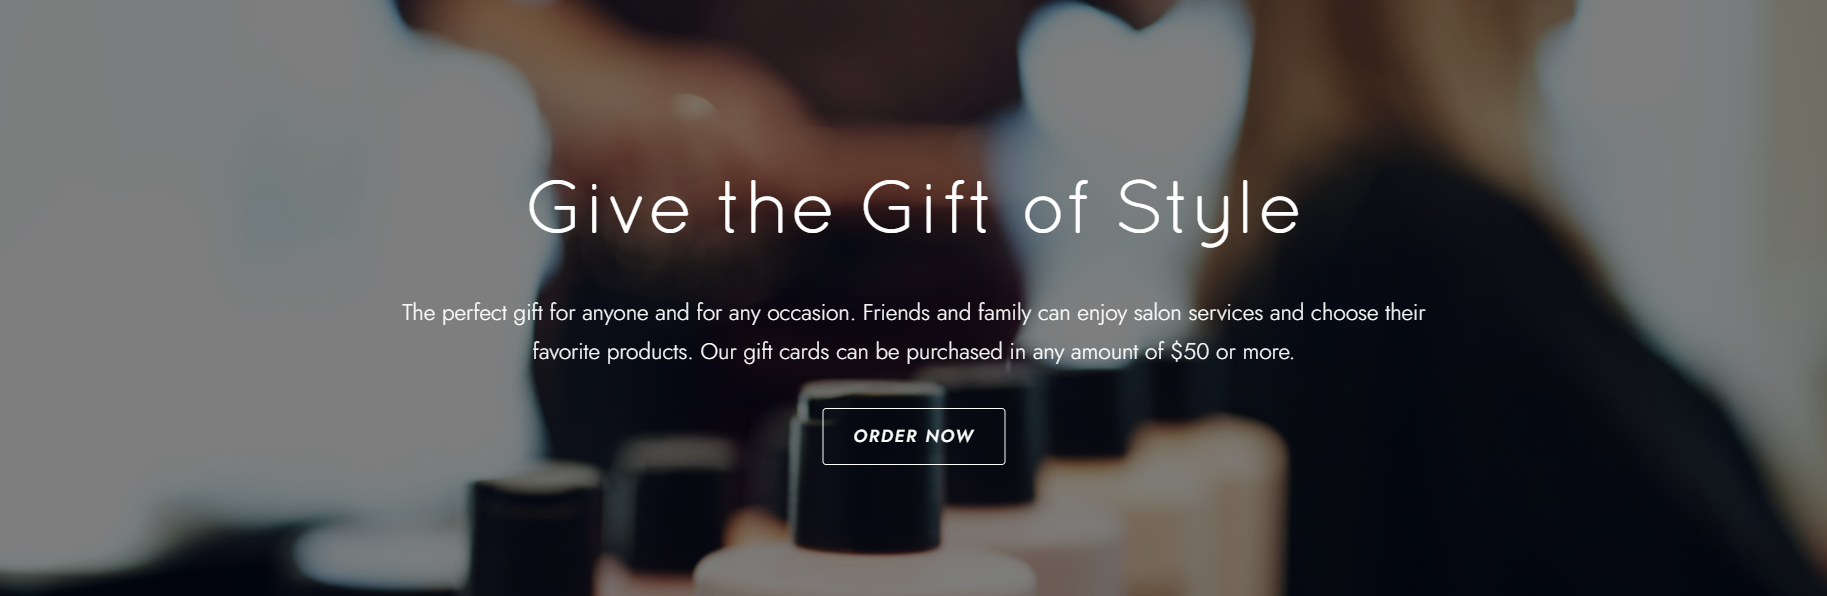 Give the Gift of Style
The perfect gift for anyone and for any occasion. Friends and family can enjoy salon services and choose their
favorite products. Our gift cards can be purchased in any amount of $50 or more.
ORDER NOW